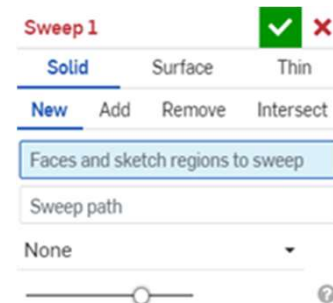 Sweep 1
Solid Surface Thin
New Add Remove Intersect
Faces and sketch regions to sweep
Sweep path
None